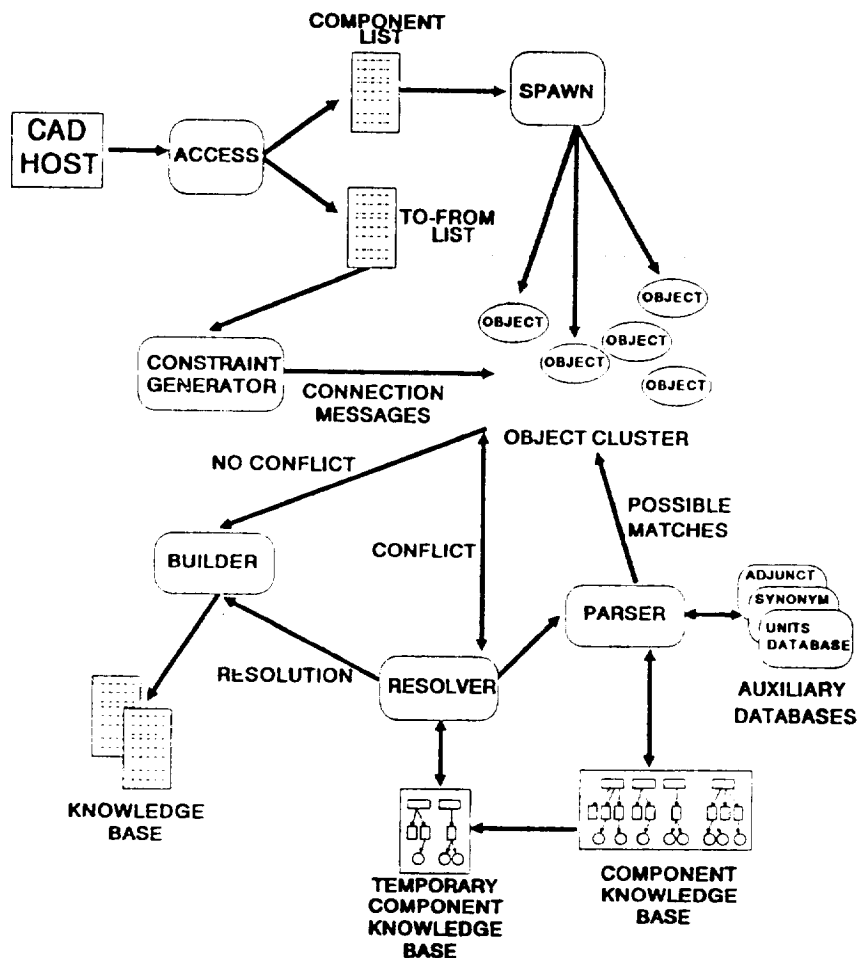 COMPONENT
LIST
SPAWN
CAD
HOST
ACCESS
TO-FROM
LIST
OBJECT
OBJECT
OBJECT
OBJECT
OBJECT
CONSTRAINT
GENERATOR
CONNECTION
MESSAGES
OBJECT CLUSTER
NO CONFLICT
POSSIBLE
MATCHES
CONFLICT
BUILDER
ADJUNCT
SYNONYM
UNITS
DATABASE
PARSER
RESOLUTION
RESOLVER
AUXILIARY
DATABASES
KNOWLEDGE
BASE
TEMPORARY
COMPONENT
KNOWLEDGE
BASE
COMPONENT
KNOWLEDGE
BASE